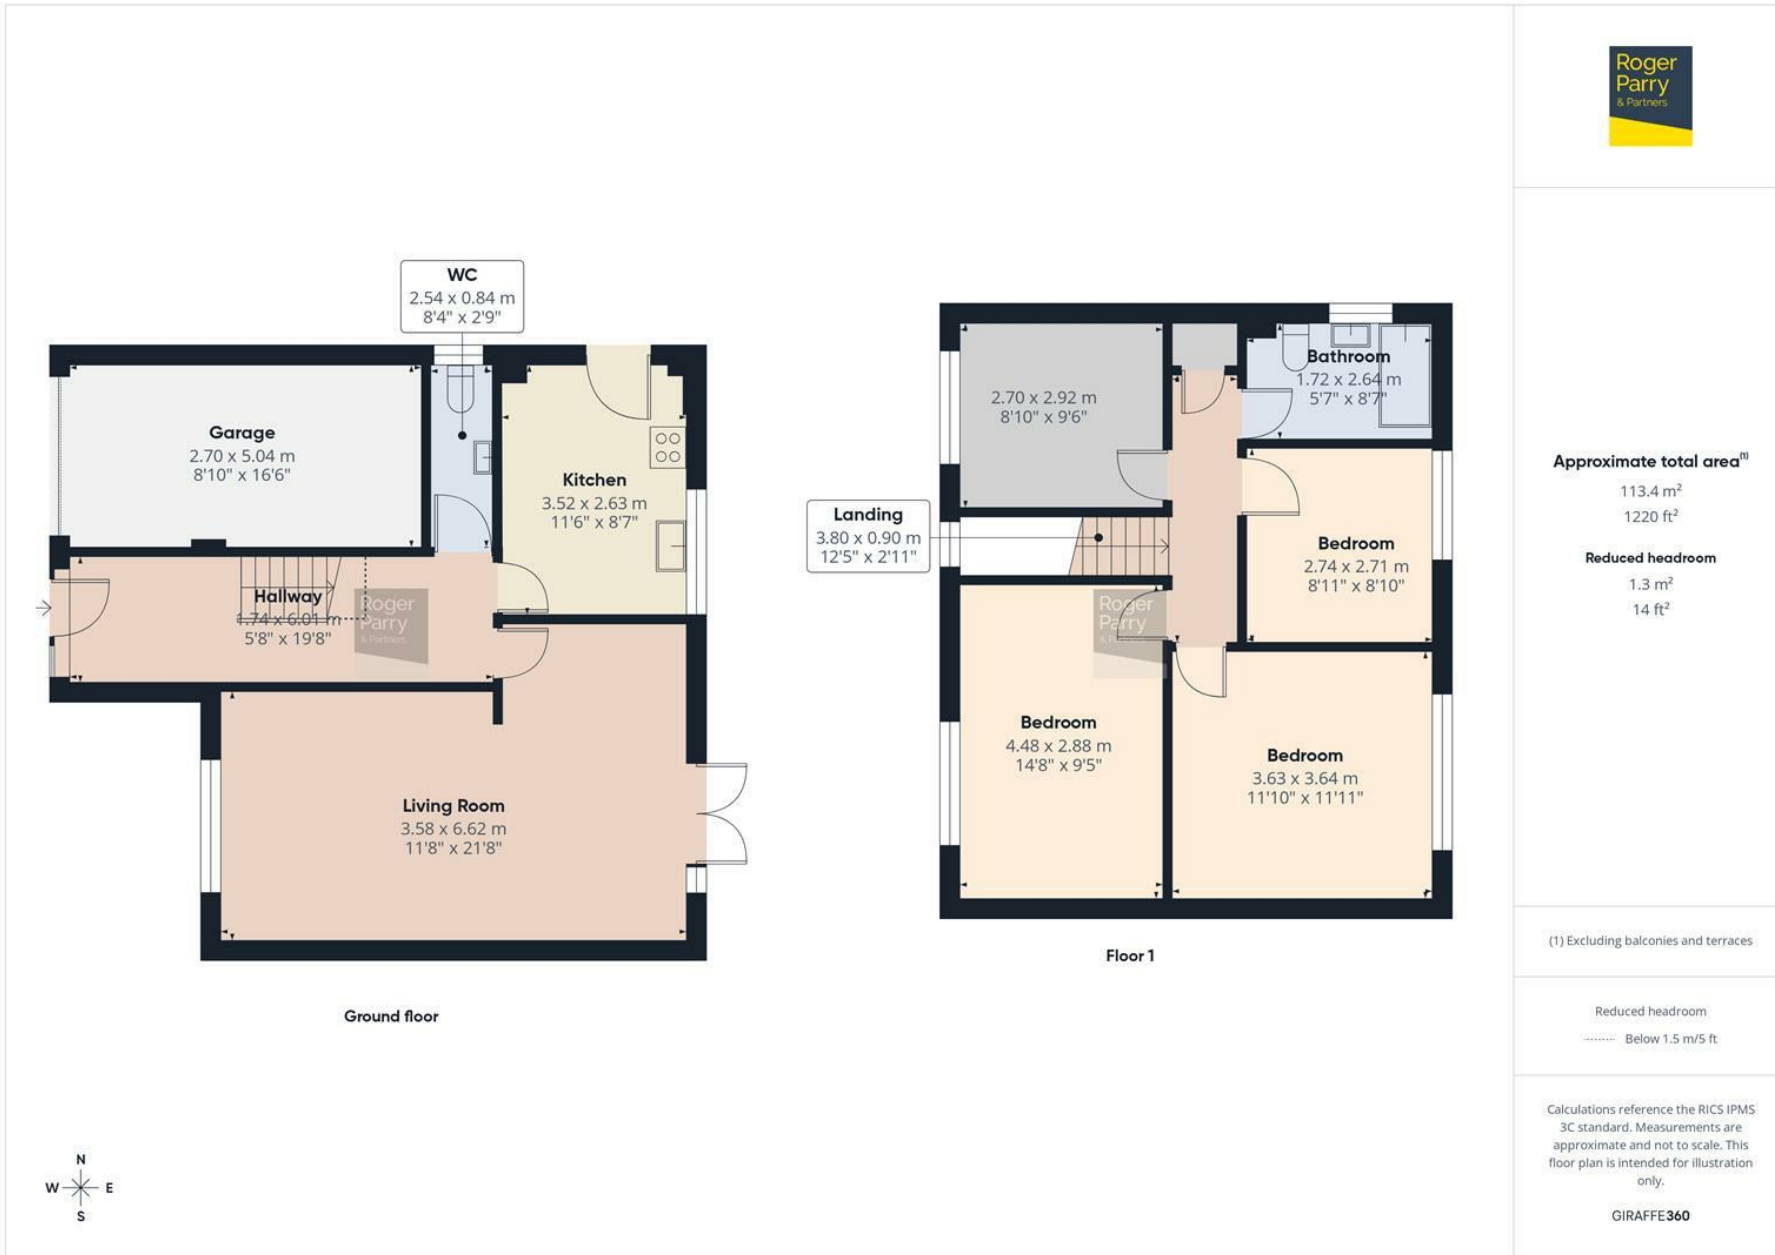 Roger
Parry
& Partners
WC
2.54 x 0.84 m
8'4" x 2'9"
Garage
2.70 x 5.04 m
8'10" x 16'6"
Kitchen
3.52 x 2.63 m
11'6" x 8'7"
Hallway
1.74 x 6.01 m
5'8" x 19'8"
Roger
Parry
& Partners
Living Room
3.58 x 6.62 m
11'8" x 21'8"
Ground floor
2.70 x 2.92 m
8'10" x 9'6"
Bathroom
1.72 x 2.64 m
5'7" x 8'7"
Landing
3.80 x 0.90 m
12'5" x 2'11"
Bedroom
2.74 x 2.71 m
8'11" x 8'10"
Roger
Parry
& Partners
Bedroom
4.48 x 2.88 m
14'8" x 9'5"
Bedroom
3.63 x 3.64 m
11'10" x 11'11"
Floor 1
Approximate total area(1)
113.4 m²
1220 ft²
Reduced headroom
1.3 m²
14 ft²
(1) Excluding balconies and terraces
Reduced headroom
Below 1.5 m/5 ft
Calculations reference the RICS IPMS
3C standard. Measurements are
approximate and not to scale. This
floor plan is intended for illustration
only.
GIRAFFE360
N
W E
S